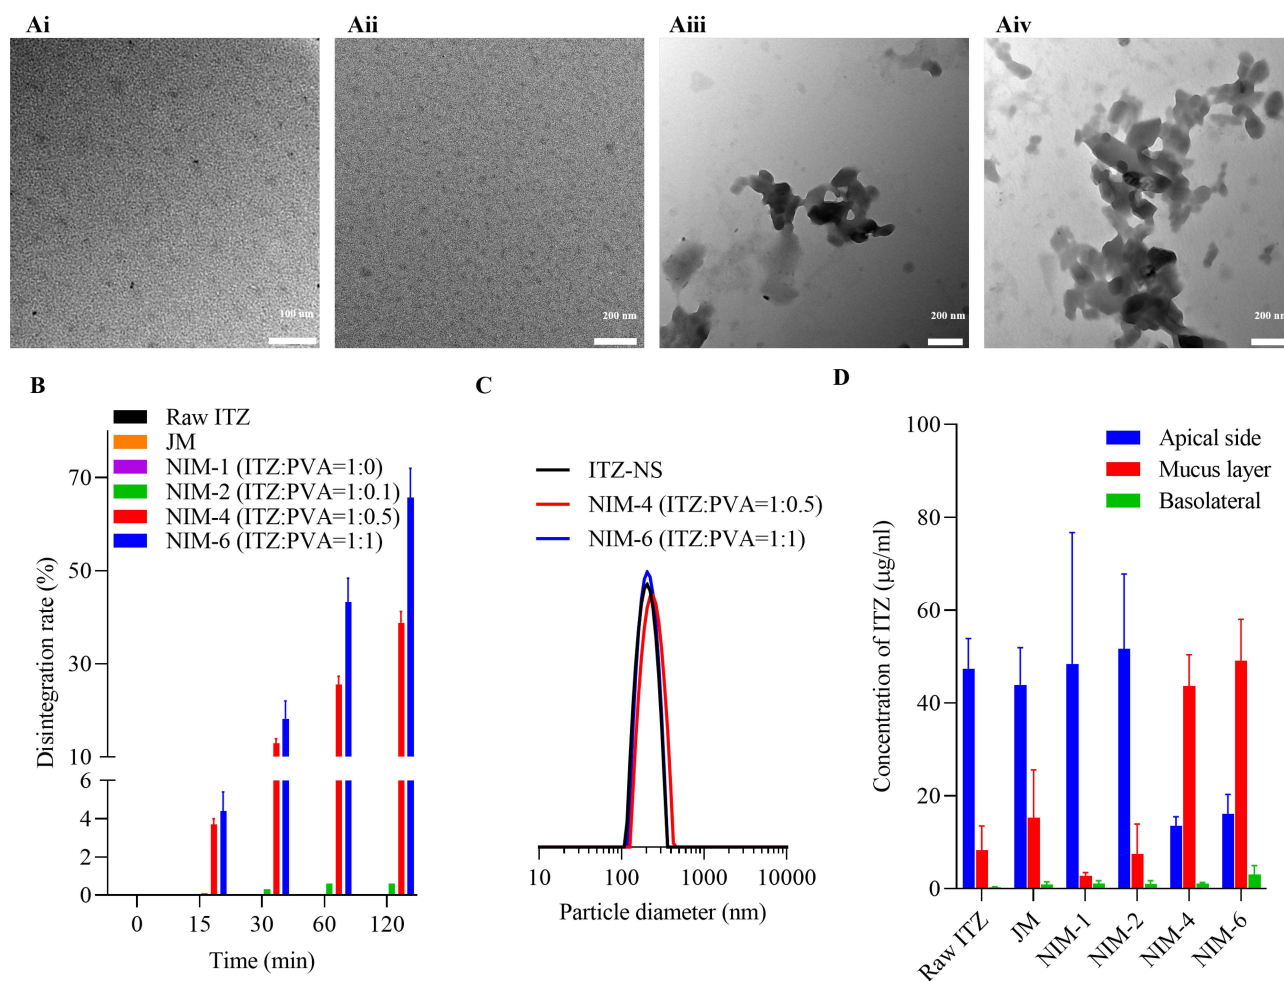 Ai
Aii
Aiii
Aiv
100 nm
200 nm
200 nm
200 nm
B
Raw ITZ
JM
NIM-1 (ITZ:PVA=1:0)
NIM-2 (ITZ:PVA=1:0.1)
NIM-4 (ITZ:PVA=1:0.5)
NIM-6 (ITZ:PVA=1:1)
Disintegration rate (%)
70
50
30
10
6
4
2
0
0 15 30 60 120
Time (min)
C
ITZ-NS
NIM-4 (ITZ:PVA=1:0.5)
NIM-6 (ITZ:PVA=1:1)
10 100 1000 10000
Particle diameter (nm)
D
Apical side
Mucus layer
Basolateral
Concentration of ITZ (μg/ml)
100
80
60
40
20
0
Raw ITZ
JM
NIM-1
NIM-2
NIM-4
NIM-6